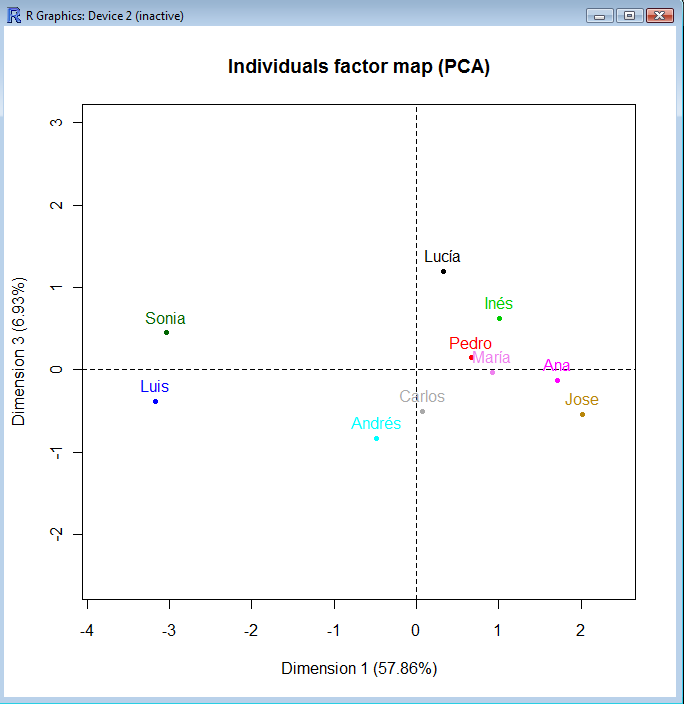 R Graphics: Device 2 (inactive)
Individuals factor map (PCA)
3
2
1
0
-1
-2
Dimension 3 (6.93%)
Lucía
Inés
Sonia
Pedro
María
Ana
Luis
Carlos
Jose
Andrés
-4 -3 -2 -1 0 1 2
Dimension 1 (57.86%)